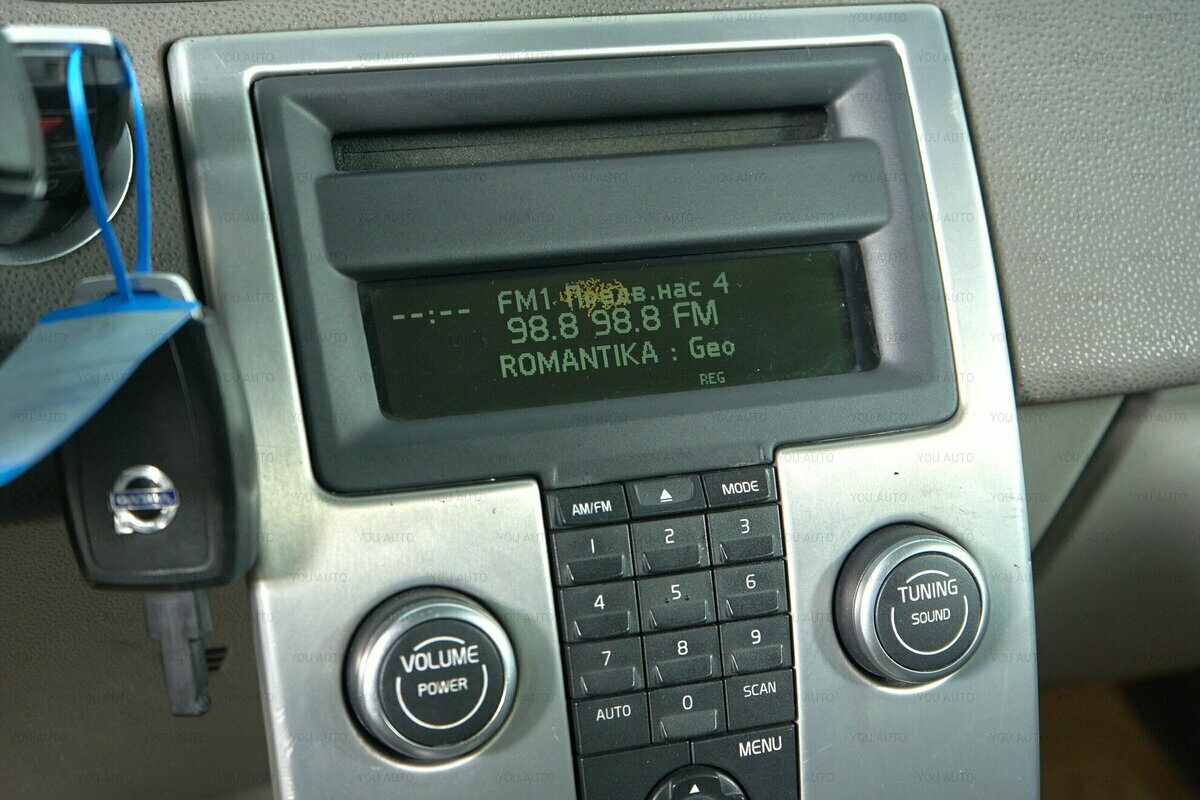 --:-- FM1 Предв.нас 4
98.8 98.8 FM
ROMANTIKA : Geo
REG
AM/FM MODE
1 2 3
4 5 6
7 8 9
AUTO 0 SCAN
MENU
VOLUME
POWER
TUNING
SOUND
YOU AUTO